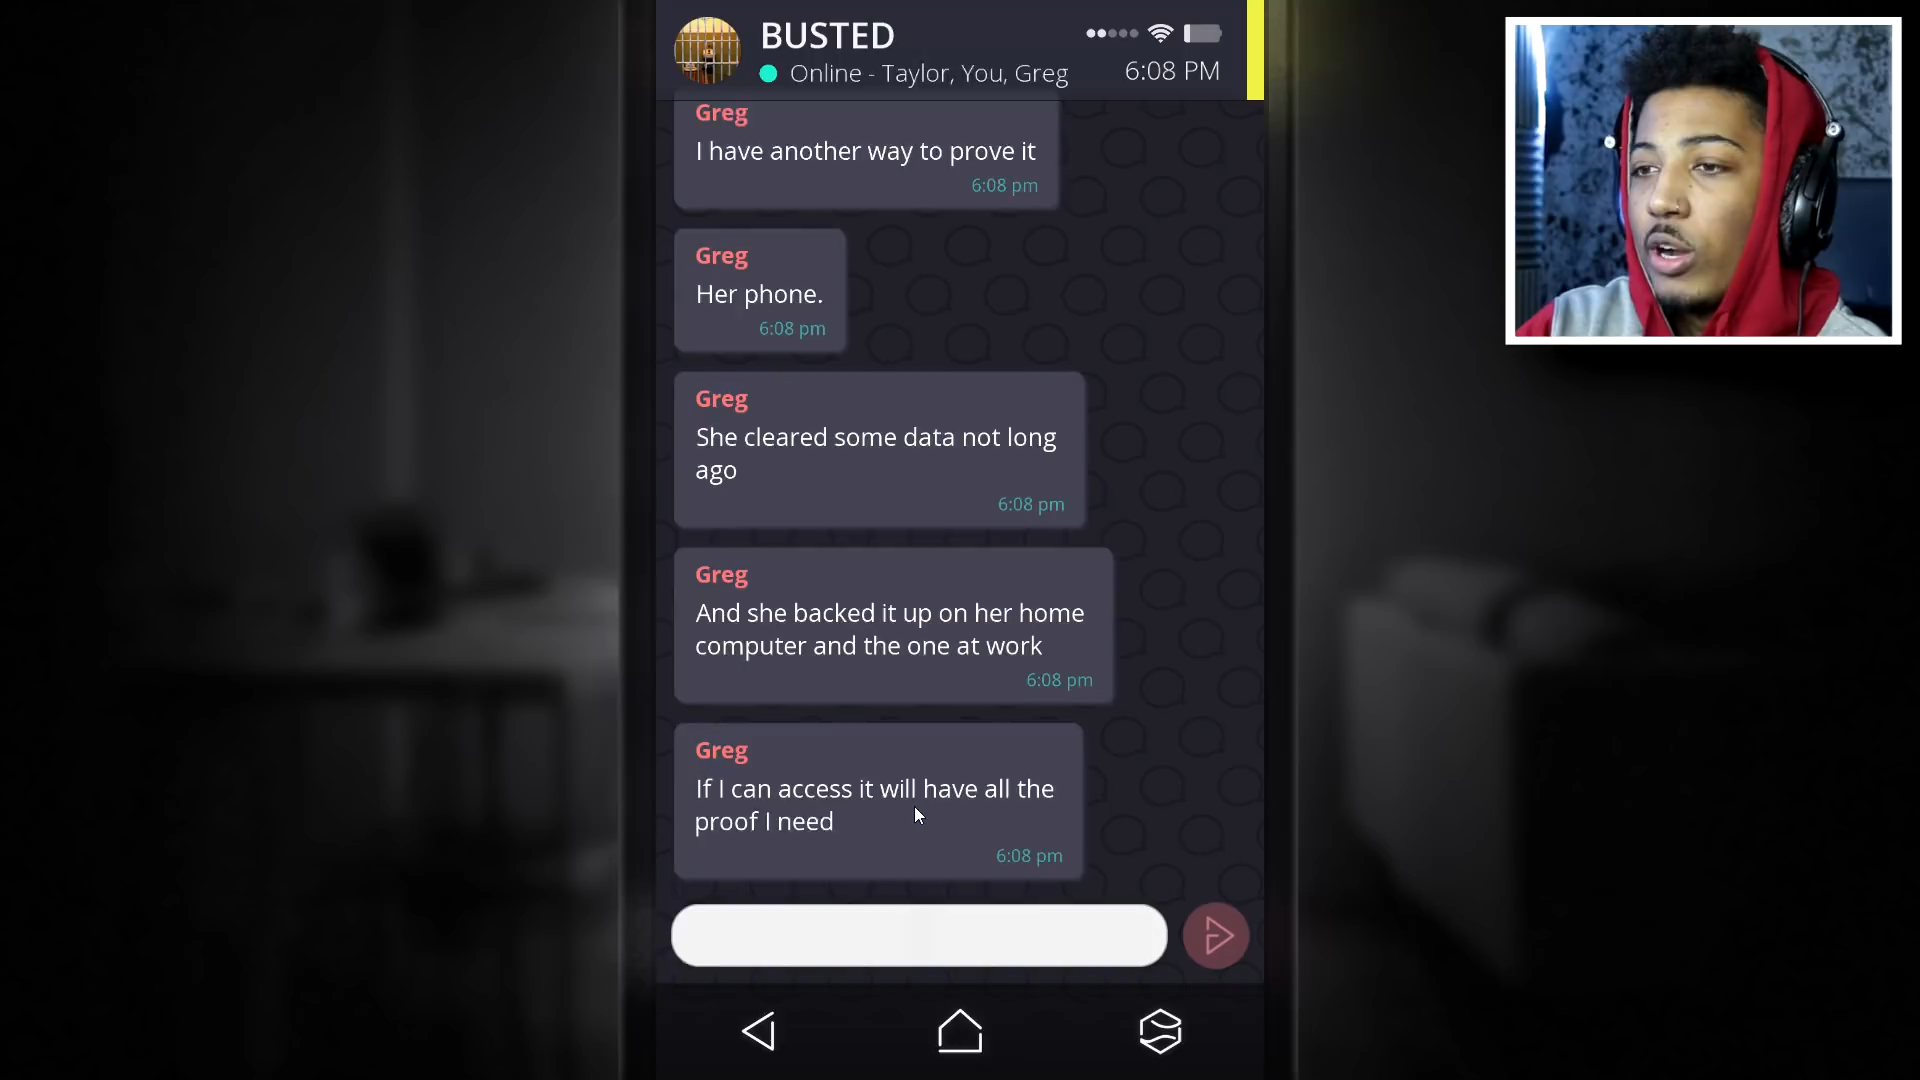 BUSTED
Online - Taylor, You, Greg
6:08 PM
Greg
I have another way to prove it
6:08 pm
Greg
Her phone.
6:08 pm
Greg
She cleared some data not long
ago
6:08 pm
Greg
And she backed it up on her home
computer and the one at work
6:08 pm
Greg
If I can access it will have all the
proof I need
6:08 pm